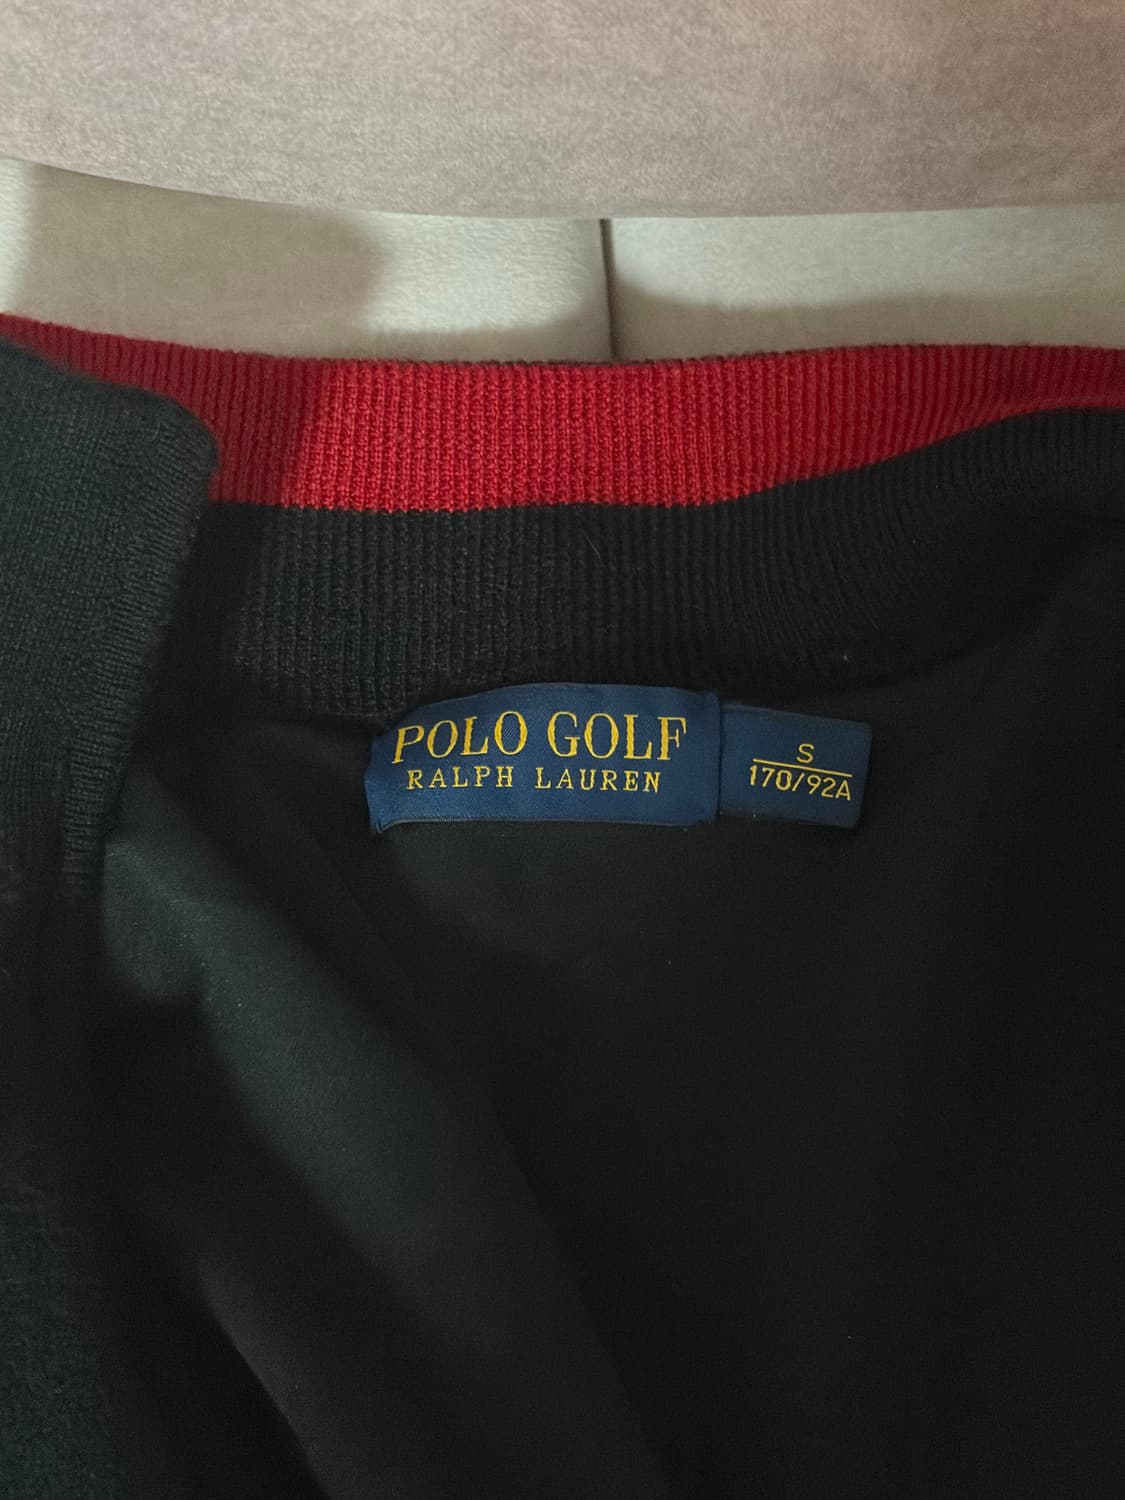 POLO GOLF
RALPH LAUREN
S
170/92A